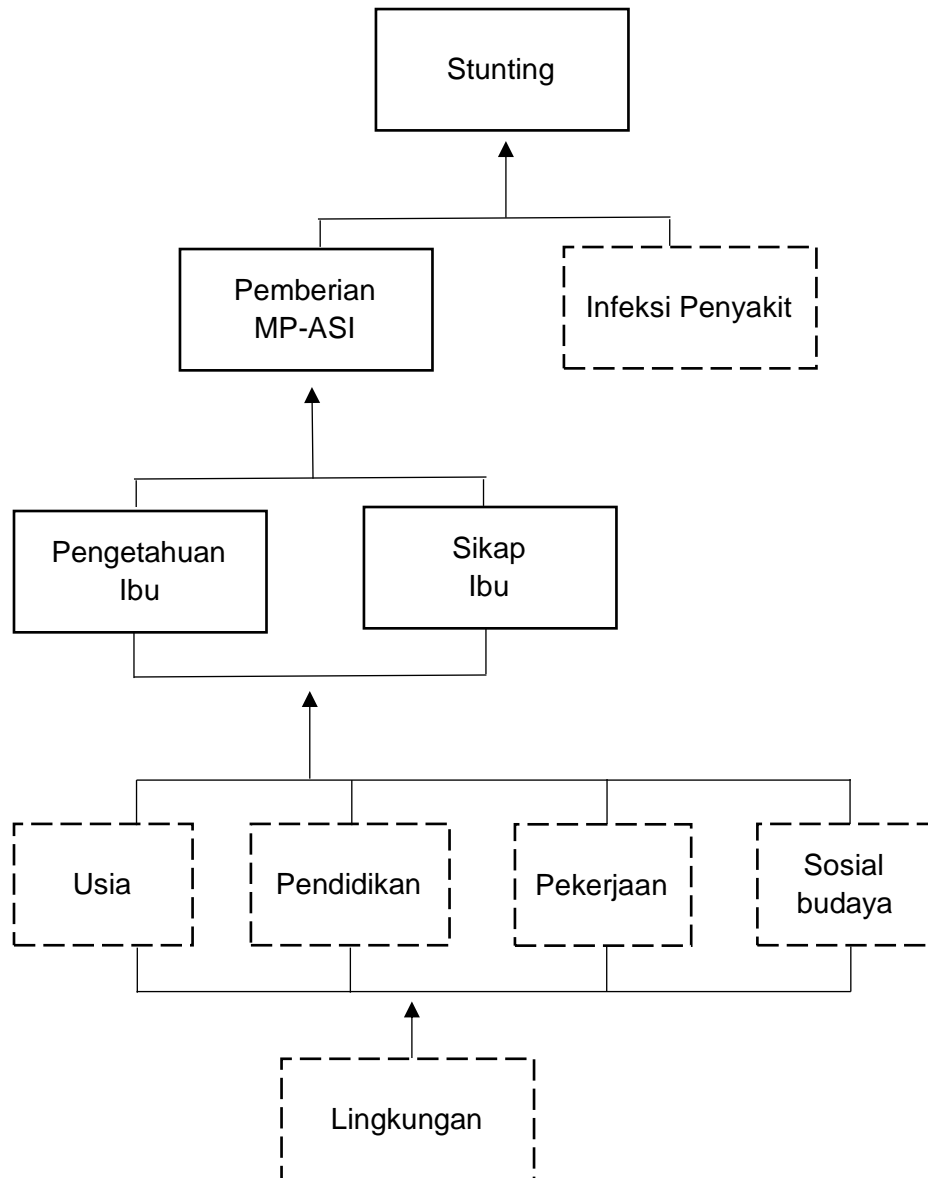 Stunting
Pemberian
MP-ASI
Infeksi Penyakit
Pengetahuan
Ibu
Sikap
Ibu
Usia
Pendidikan
Pekerjaan
Sosial
budaya
Lingkungan